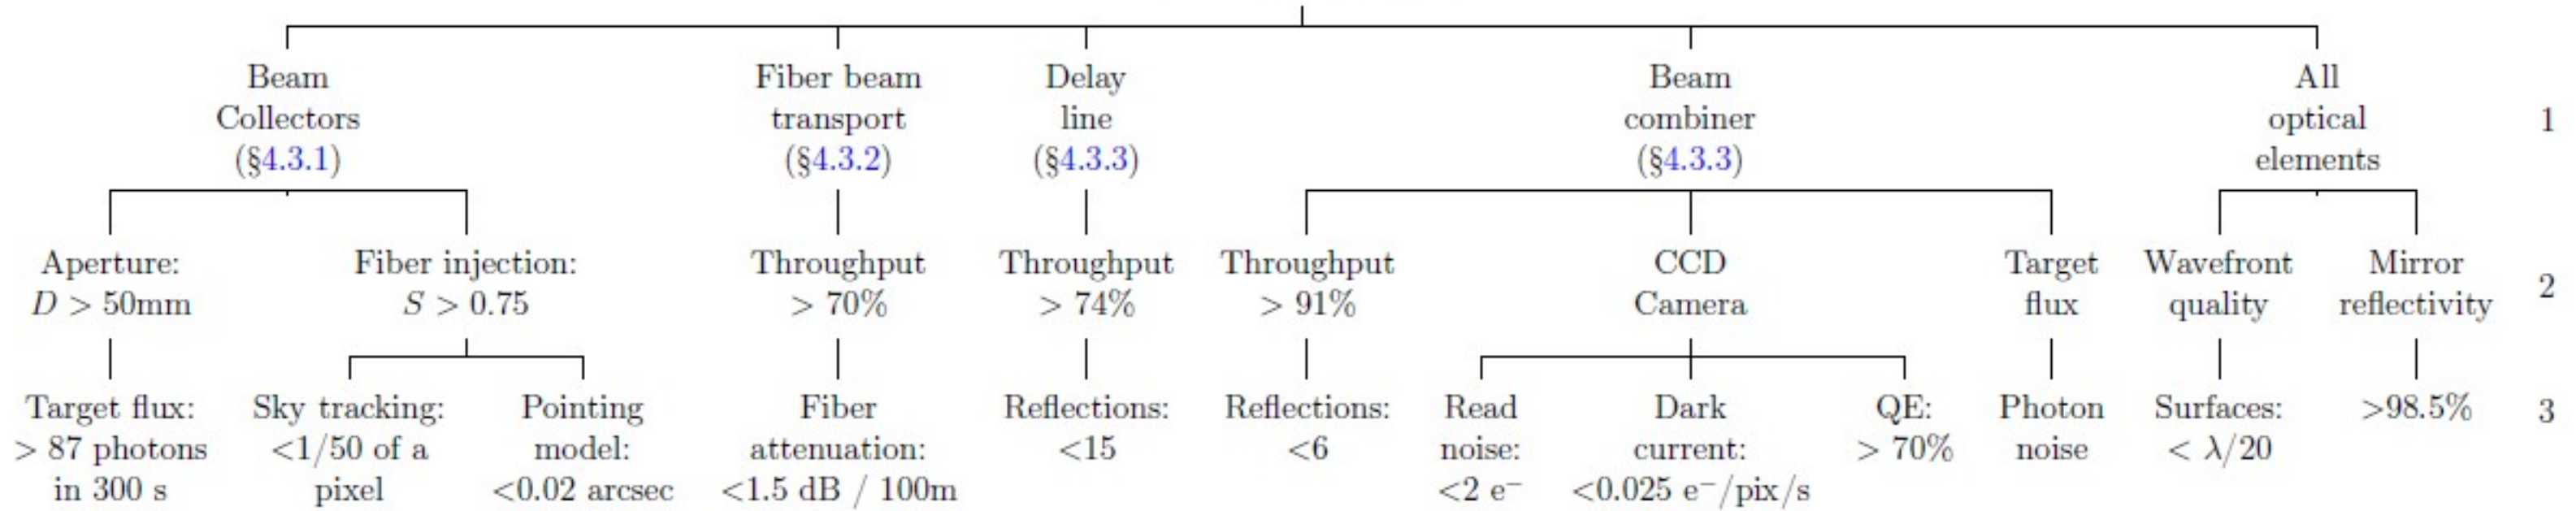 Beam
Collectors
(§4.3.1)
Fiber beam
transport
(§4.3.2)
Delay
line
(§4.3.3)
Beam
combiner
(§4.3.3)
All
optical
elements
1
Aperture:
D > 50mm
Fiber injection:
S > 0.75
Throughput
> 70%
Throughput
> 74%
Throughput
> 91%
CCD
Camera
Target
flux
Wavefront
quality
Mirror
reflectivity
2
Target flux:
> 87 photons
in 300 s
Sky tracking:
<1/50 of a
pixel
Pointing
model:
<0.02 arcsec
Fiber
attenuation:
<1.5 dB / 100m
Reflections:
<15
Reflections:
<6
Read
noise:
<2 e⁻
Dark
current:
<0.025 e⁻/pix/s
QE:
> 70%
Photon
noise
Surfaces:
< λ/20
>98.5%
3